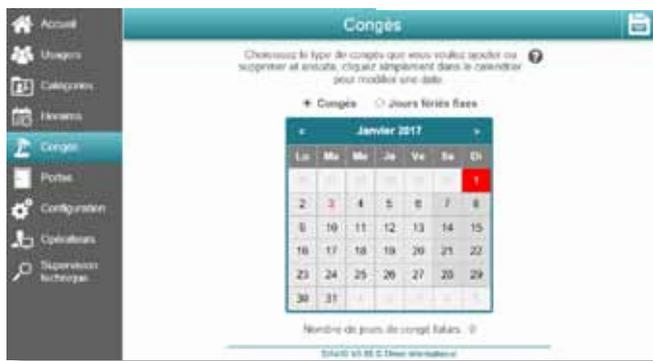 Accueil
Usagers
Catégories
Horaires
Congés
Portes
Configuration
Opérateurs
Supervision
technique
Congés
Choisissez le type de congés que vous voulez ajouter ou
supprimer et ensuite, cliquez simplement dans le calendrier
pour modifier une date.
Congés Jours fériés fixes
« Janvier 2017 »
Lu Ma Me Je Ve Sa Di
1
2 3 4 5 6 7 8
9 10 11 12 13 14 15
16 17 18 19 20 21 22
23 24 25 26 27 28 29
30 31
Nombre de jours de congé futurs : 0